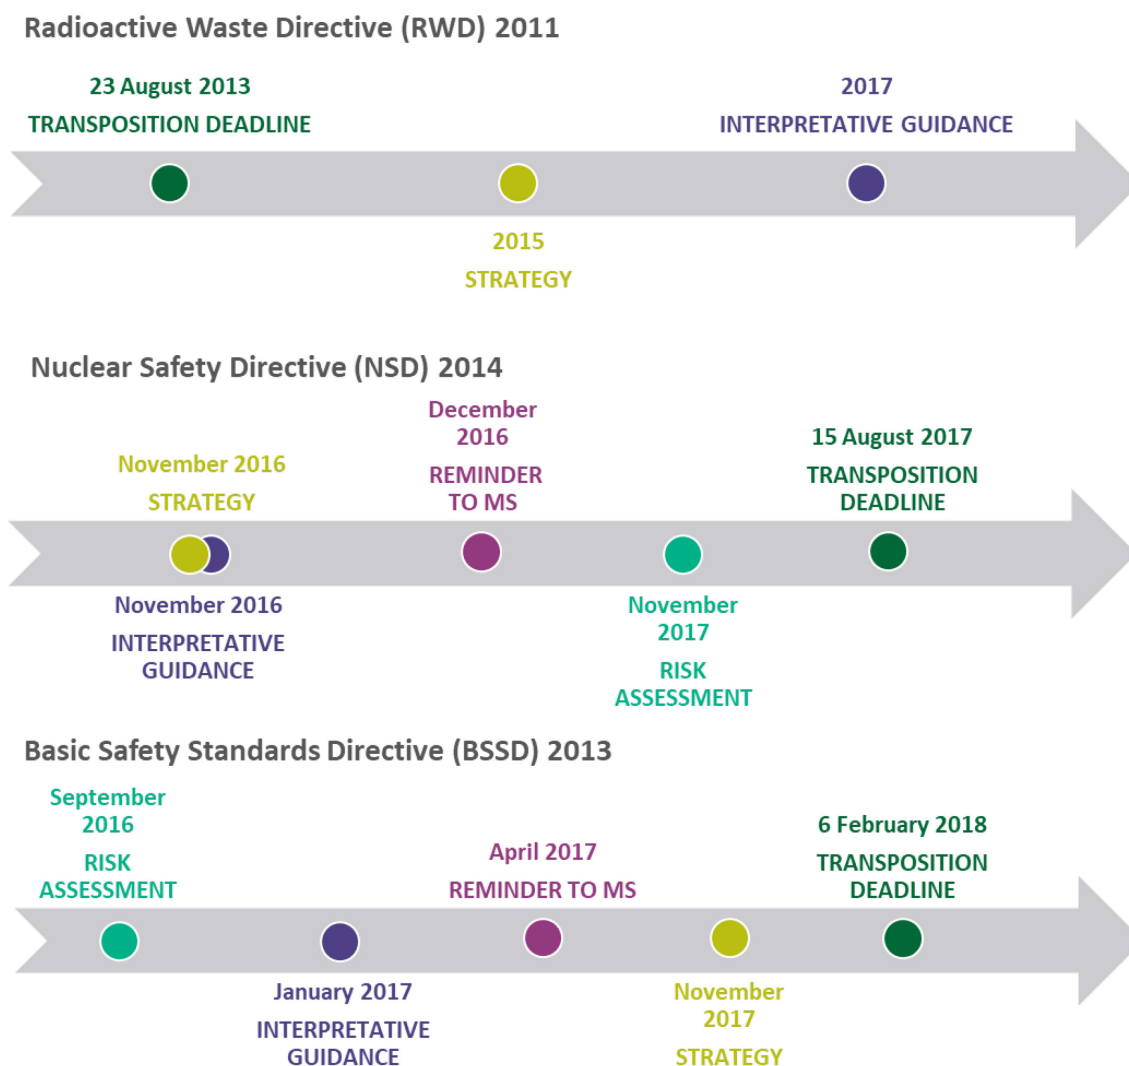 Radioactive Waste Directive (RWD) 2011
23 August 2013
TRANSPOSITION DEADLINE
2017
INTERPRETATIVE GUIDANCE
2015
STRATEGY
Nuclear Safety Directive (NSD) 2014
November 2016
STRATEGY
December
2016
REMINDER
TO MS
15 August 2017
TRANSPOSITION
DEADLINE
November 2016
INTERPRETATIVE
GUIDANCE
November
2017
RISK
ASSESSMENT
Basic Safety Standards Directive (BSSD) 2013
September
2016
RISK
ASSESSMENT
April 2017
REMINDER TO MS
6 February 2018
TRANSPOSITION
DEADLINE
January 2017
INTERPRETATIVE
GUIDANCE
November
2017
STRATEGY